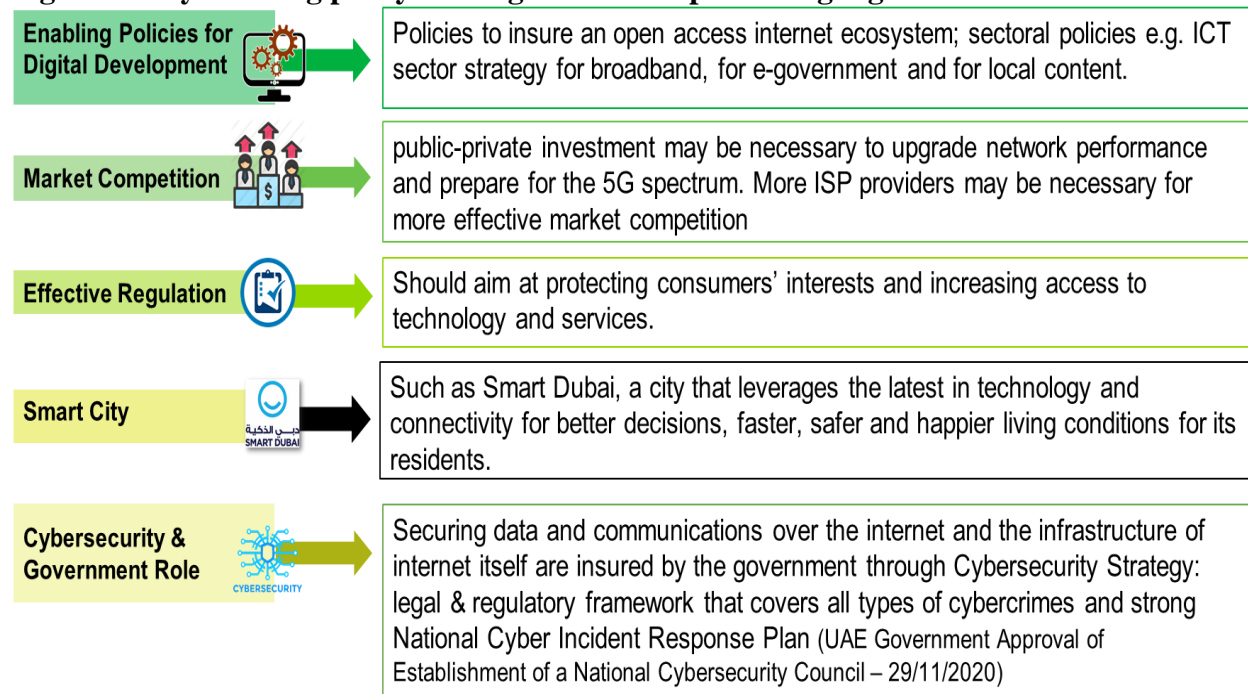 Enabling Policies for
Digital Development
Policies to insure an open access internet ecosystem; sectoral policies e.g. ICT
sector strategy for broadband, for e-government and for local content.
Market Competition
$
public-private investment may be necessary to upgrade network performance
and prepare for the 5G spectrum. More ISP providers may be necessary for
more effective market competition
Effective Regulation
Should aim at protecting consumers’ interests and increasing access to
technology and services.
Smart City
دبي الذكية
SMART DUBAI
Such as Smart Dubai, a city that leverages the latest in technology and
connectivity for better decisions, faster, safer and happier living conditions for its
residents.
Cybersecurity &
Government Role
CYBERSECURITY
Securing data and communications over the internet and the infrastructure of
internet itself are insured by the government through Cybersecurity Strategy:
legal & regulatory framework that covers all types of cybercrimes and strong
National Cyber Incident Response Plan (UAE Government Approval of
Establishment of a National Cybersecurity Council – 29/11/2020)